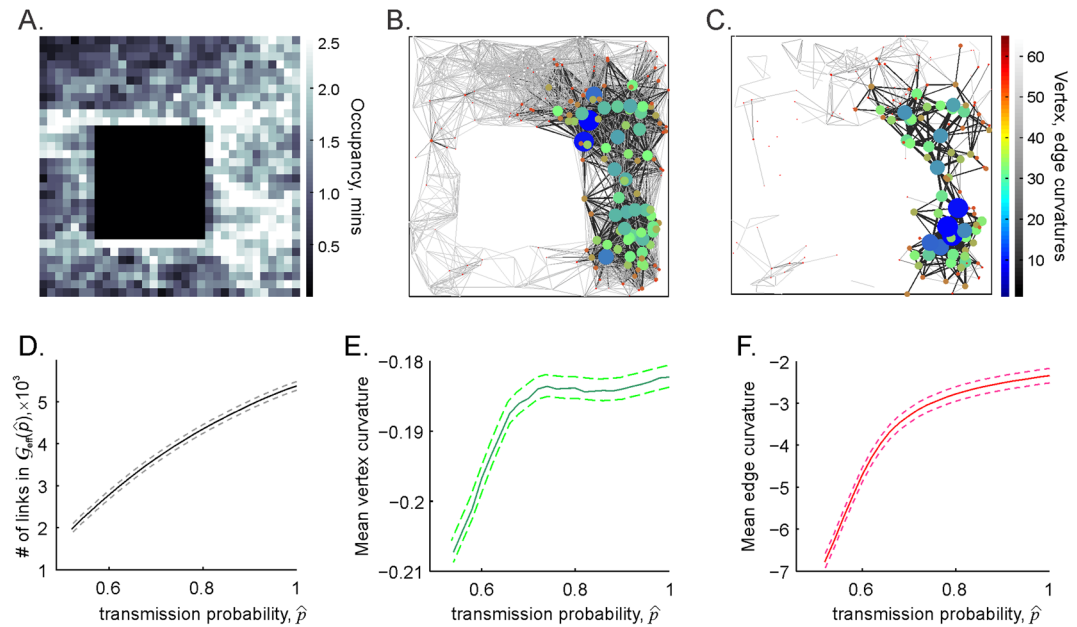 A.
B.
C.
2.5
2.0
1.5
1.0
0.5
Occupancy, mins
60
50
40
30
20
10
Vertex, edge curvatures
D.
5
4
3
2
1
0.6
0.8
1
# of links in 𝒢eff(p̂), ×10³
transmission probability, p̂
E.
−0.18
−0.19
−0.2
−0.21
0.6
0.8
1
Mean vertex curvature
transmission probability, p̂
F.
−2
−3
−4
−5
−6
−7
0.6
0.8
1
Mean edge curvature
transmission probability, p̂